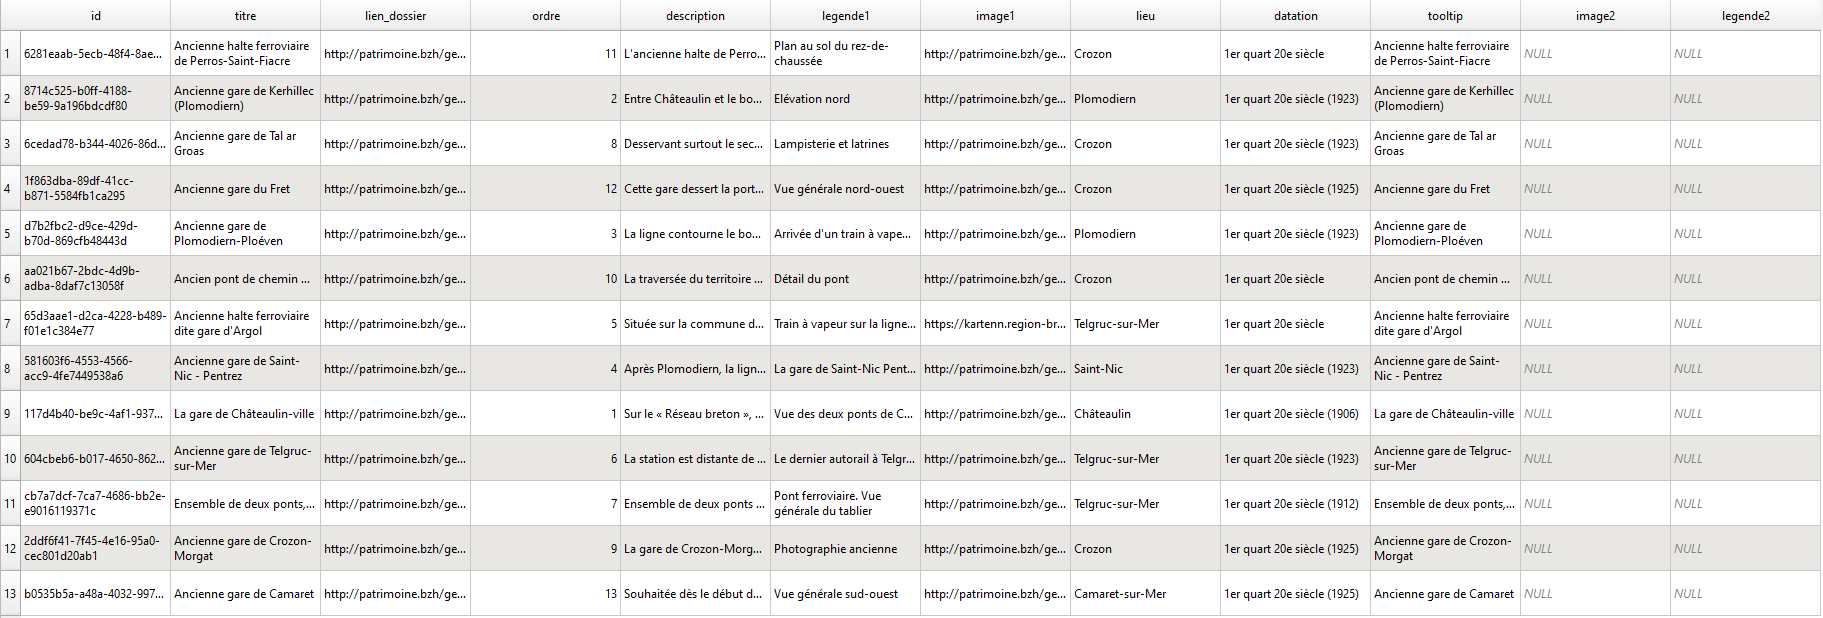 id titre lien_dossier ordre description legende1 image1 lieu datation tooltip image2 legende2
1 6281eaab-5ecb-48f4-8ae... Ancienne halte ferroviaire de Perros-Saint-Fiacre http://patrimoine.bzh/ge... 11 L'ancienne halte de Perro... Plan au sol du rez-de-chaussée http://patrimoine.bzh/ge... Crozon 1er quart 20e siècle Ancienne halte ferroviaire de Perros-Saint-Fiacre NULL NULL
2 8714c525-b0ff-4188-be59-9a196bdcdf80 Ancienne gare de Kerhillec (Plomodiern) http://patrimoine.bzh/ge... 2 Entre Châteaulin et le bo... Elévation nord http://patrimoine.bzh/ge... Plomodiern 1er quart 20e siècle (1923) Ancienne gare de Kerhillec (Plomodiern) NULL NULL
3 6cedad78-b344-4026-86d... Ancienne gare de Tal ar Groas http://patrimoine.bzh/ge... 8 Desservant surtout le sec... Lampisterie et latrines http://patrimoine.bzh/ge... Crozon 1er quart 20e siècle (1923) Ancienne gare de Tal ar Groas NULL NULL
4 1f863dba-89df-41cc-b871-5584fb1ca295 Ancienne gare du Fret http://patrimoine.bzh/ge... 12 Cette gare dessert la port... Vue générale nord-ouest http://patrimoine.bzh/ge... Crozon 1er quart 20e siècle (1925) Ancienne gare du Fret NULL NULL
5 d7b2fbc2-d9ce-429d-b70d-869cfb48443d Ancienne gare de Plomodiern-Ploéven http://patrimoine.bzh/ge... 3 La ligne contourne le bo... Arrivée d'un train à vape... http://patrimoine.bzh/ge... Plomodiern 1er quart 20e siècle (1923) Ancienne gare de Plomodiern-Ploéven NULL NULL
6 aa021b67-2bdc-4d9b-adba-8daf7c13058f Ancien pont de chemin ... http://patrimoine.bzh/ge... 10 La traversée du territoire ... Détail du pont http://patrimoine.bzh/ge... Crozon 1er quart 20e siècle Ancien pont de chemin ... NULL NULL
7 65d3aae1-d2ca-4228-b489-f01e1c384e77 Ancienne halte ferroviaire dite gare d'Argol http://patrimoine.bzh/ge... 5 Située sur la commune d... Train à vapeur sur la ligne... https://kartenn.region-br... Telgruc-sur-Mer 1er quart 20e siècle Ancienne halte ferroviaire dite gare d'Argol NULL NULL
8 581603f6-4553-4566-acc9-4fe7449538a6 Ancienne gare de Saint-Nic - Pentrez http://patrimoine.bzh/ge... 4 Après Plomodiern, la lign... La gare de Saint-Nic Pent... http://patrimoine.bzh/ge... Saint-Nic 1er quart 20e siècle (1923) Ancienne gare de Saint-Nic - Pentrez NULL NULL
9 117d4b40-be9c-4af1-937... La gare de Châteaulin-ville http://patrimoine.bzh/ge... 1 Sur le « Réseau breton », ... Vue des deux ponts de C... http://patrimoine.bzh/ge... Châteaulin 1er quart 20e siècle (1906) La gare de Châteaulin-ville NULL NULL
10 604cbeb6-b017-4650-862... Ancienne gare de Telgruc-sur-Mer http://patrimoine.bzh/ge... 6 La station est distante de ... Le dernier autorail à Telgr... http://patrimoine.bzh/ge... Telgruc-sur-Mer 1er quart 20e siècle (1923) Ancienne gare de Telgruc-sur-Mer NULL NULL
11 cb7a7dcf-7ca7-4686-bb2e-e9016119371c Ensemble de deux ponts,... http://patrimoine.bzh/ge... 7 Ensemble de deux ponts ... Pont ferroviaire. Vue générale du tablier http://patrimoine.bzh/ge... Telgruc-sur-Mer 1er quart 20e siècle (1912) Ensemble de deux ponts,... NULL NULL
12 2ddf6f41-7f45-4e16-95a0-cec801d20ab1 Ancienne gare de Crozon-Morgat http://patrimoine.bzh/ge... 9 La gare de Crozon-Morg... Photographie ancienne http://patrimoine.bzh/ge... Crozon 1er quart 20e siècle (1925) Ancienne gare de Crozon-Morgat NULL NULL
13 b0535b5a-a48a-4032-997... Ancienne gare de Camaret http://patrimoine.bzh/ge... 13 Souhaitée dès le début d... Vue générale sud-ouest http://patrimoine.bzh/ge... Camaret-sur-Mer 1er quart 20e siècle (1925) Ancienne gare de Camaret NULL NULL